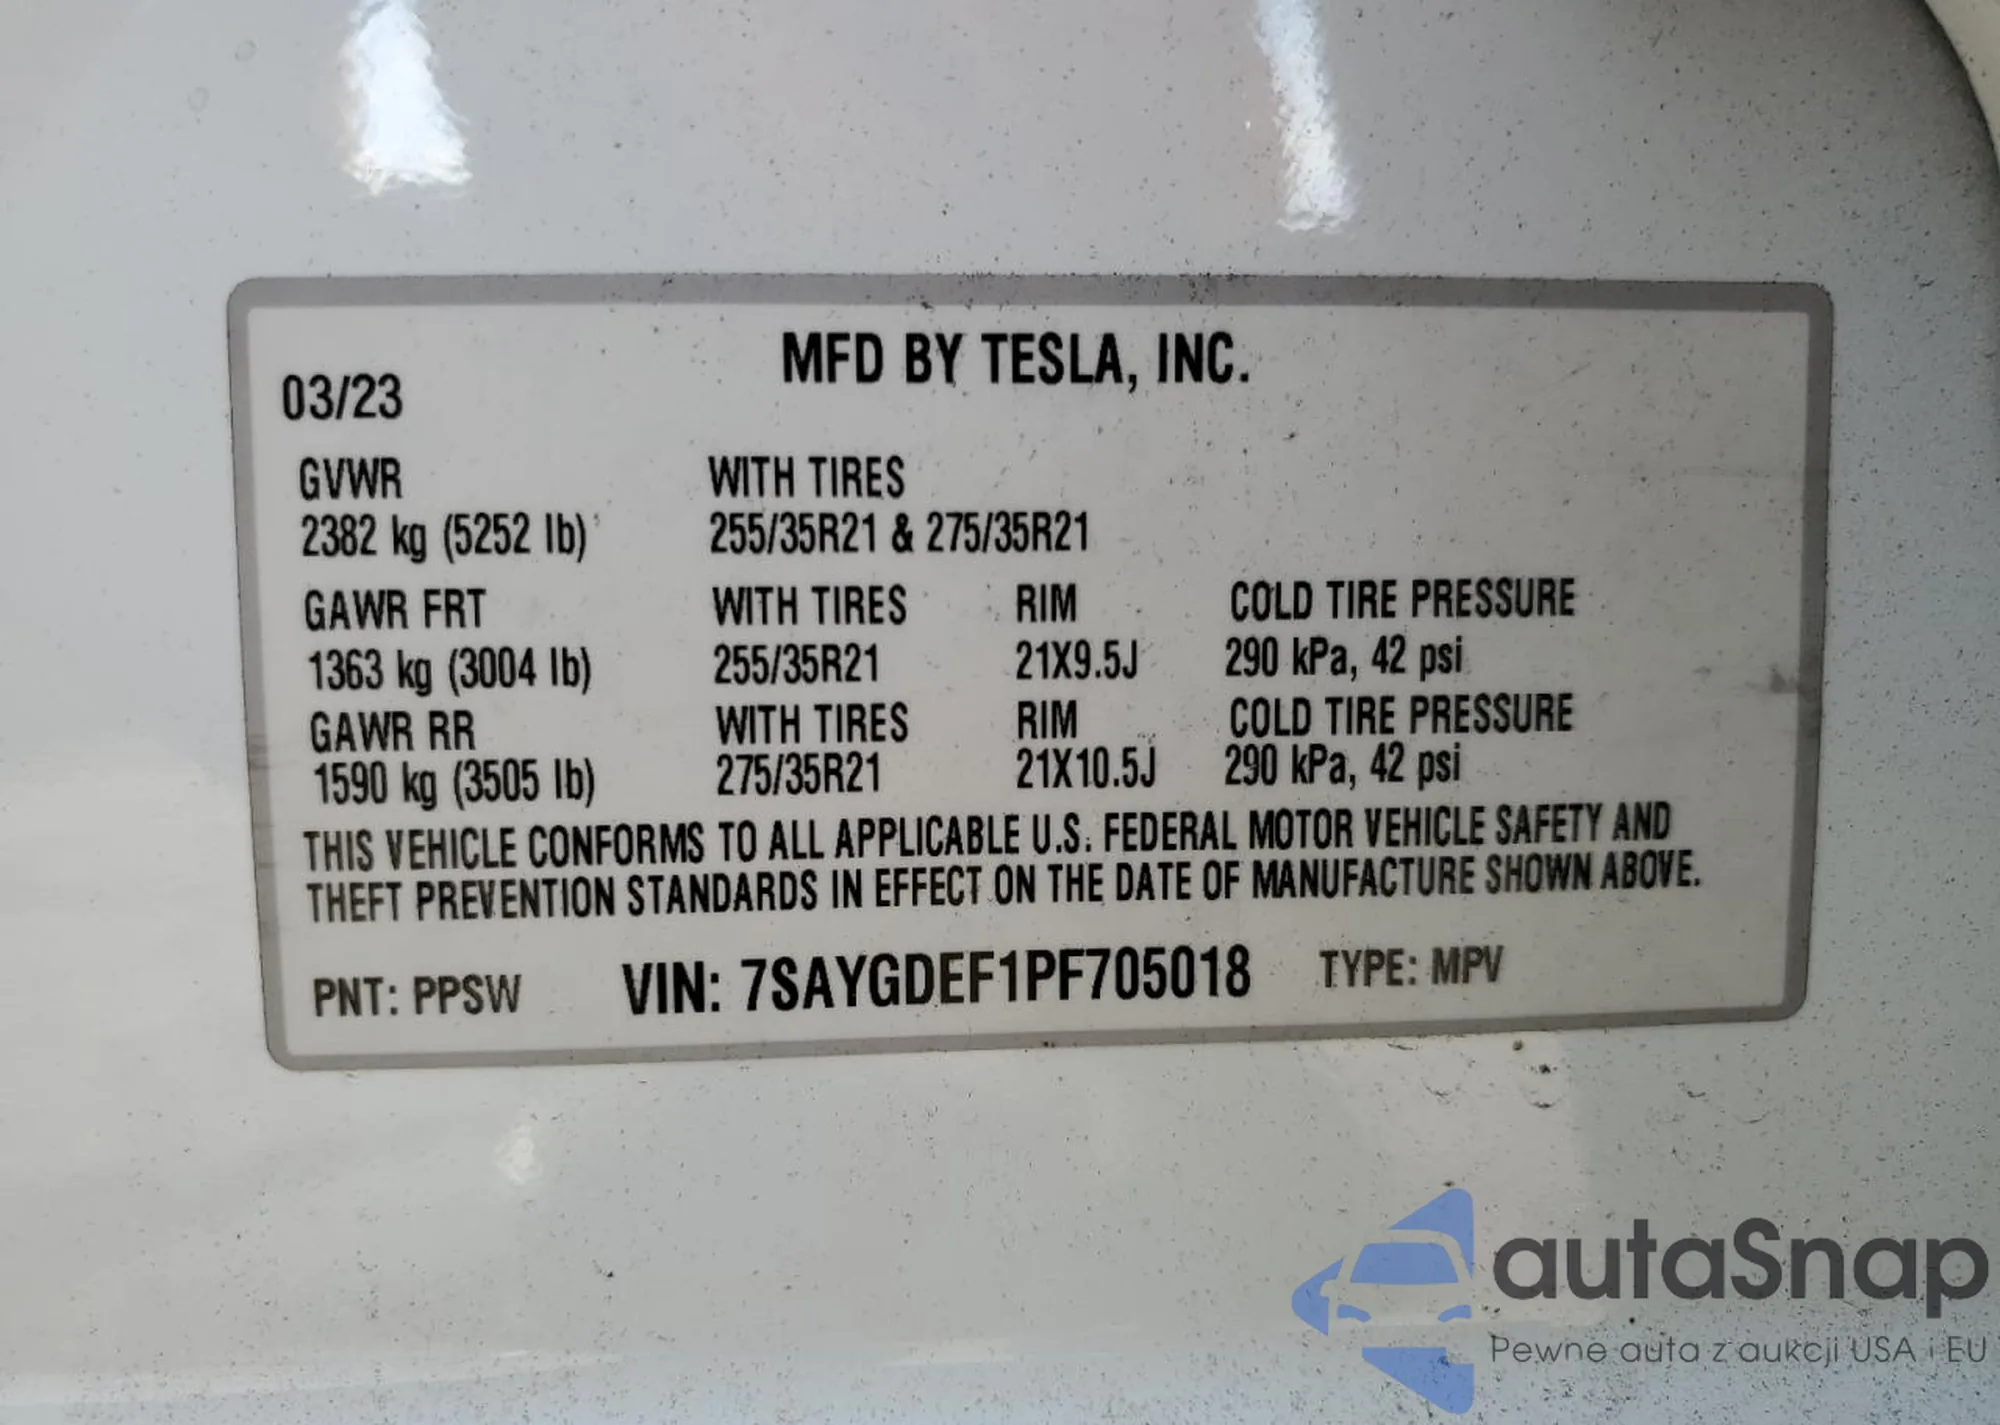 MFD BY TESLA, INC.
03/23
GVWR WITH TIRES
2382 kg (5252 lb) 255/35R21 & 275/35R21
GAWR FRT WITH TIRES RIM COLD TIRE PRESSURE
1363 kg (3004 lb) 255/35R21 21X9.5J 290 kPa, 42 psi
GAWR RR WITH TIRES RIM COLD TIRE PRESSURE
1590 kg (3505 lb) 275/35R21 21X10.5J 290 kPa, 42 psi
THIS VEHICLE CONFORMS TO ALL APPLICABLE U.S. FEDERAL MOTOR VEHICLE SAFETY AND
THEFT PREVENTION STANDARDS IN EFFECT ON THE DATE OF MANUFACTURE SHOWN ABOVE.
PNT: PPSW VIN: 7SAYGDEF1PF705018 TYPE: MPV
autaSnap
Pewne auta z aukcji USA i EU